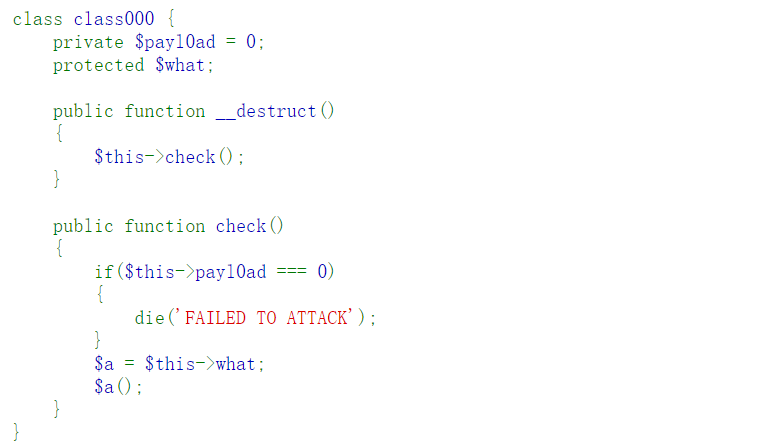 class class000 {
    private $payl0ad = 0;
    protected $what;

    public function __destruct()
    {
        $this->check();
    }

    public function check()
    {
        if($this->payl0ad === 0)
        {
            die('FAILED TO ATTACK');
        }
        $a = $this->what;
        $a();
    }
}